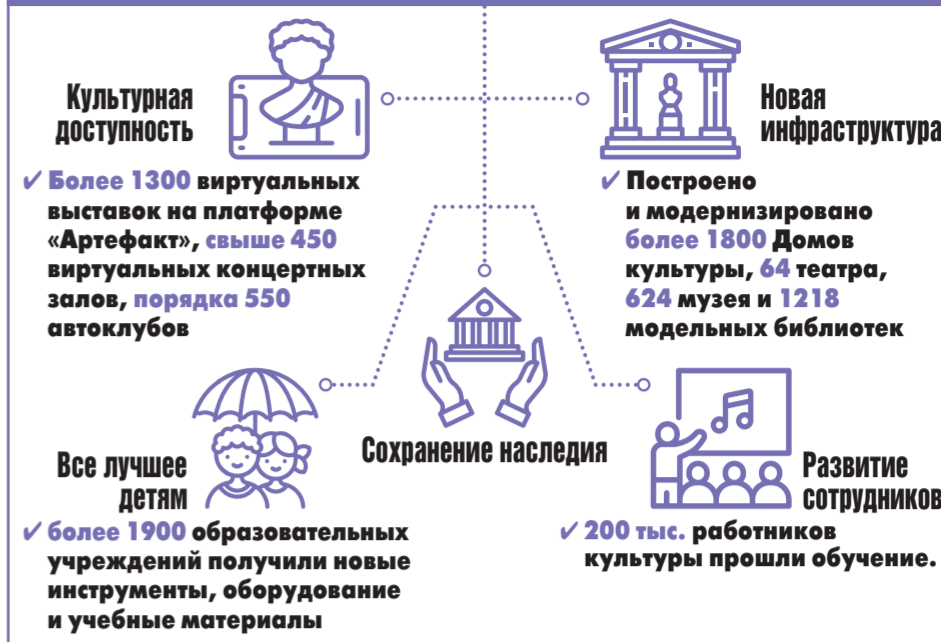 Культурная
доступность
✓ Более 1300 виртуальных
выставок на платформе
«Артефакт», свыше 450
виртуальных концертных
залов, порядка 550
автоклубов
Новая
инфраструктура
✓ Построено
и модернизировано
более 1800 Домов
культуры, 64 театра,
624 музея и 1218
модельных библиотек
Сохранение наследия
Все лучшее
детям
✓ более 1900 образовательных
учреждений получили новые
инструменты, оборудование
и учебные материалы
Развитие
сотрудников
✓ 200 тыс. работников
культуры прошли обучение.